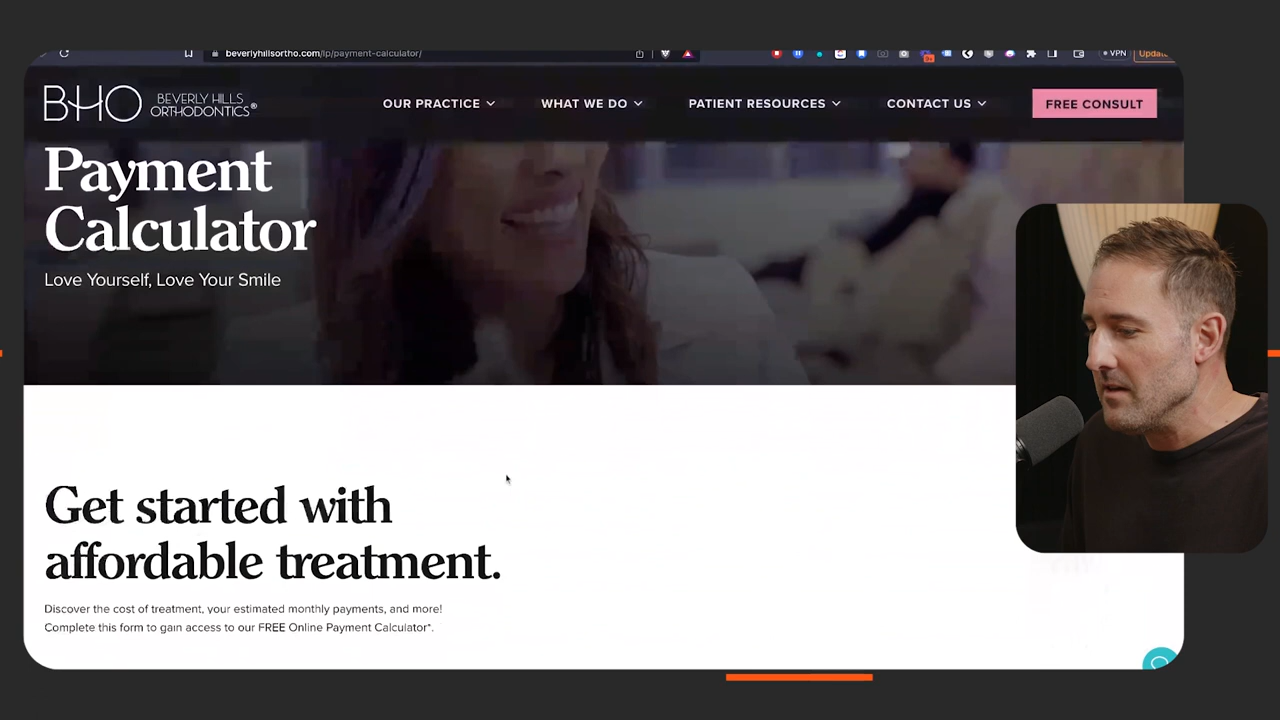 beverlyhillsortho.com/lp/payment-calculator/
VPN
BHO BEVERLY HILLS ORTHODONTICS®
OUR PRACTICE
WHAT WE DO
PATIENT RESOURCES
CONTACT US
FREE CONSULT
Payment
Calculator
Love Yourself, Love Your Smile
Get started with
affordable treatment.
Discover the cost of treatment, your estimated monthly payments, and more!
Complete this form to gain access to our FREE Online Payment Calculator*.